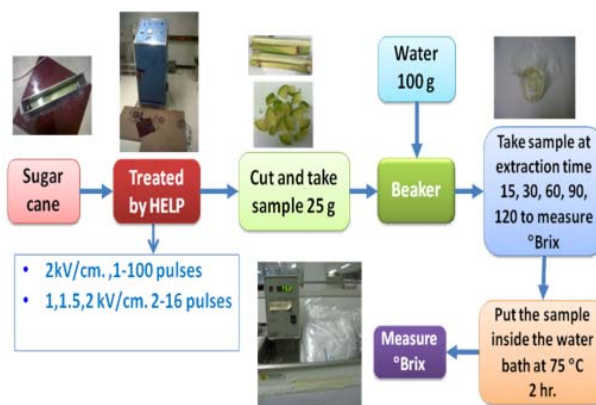 Sugar
cane
Treated
by HELP
• 2kV/cm. ,1-100 pulses
• 1,1.5,2 kV/cm. 2-16 pulses
Cut and take
sample 25 g
Water
100 g
Beaker
Take sample at
extraction time
15, 30, 60, 90,
120 to measure
°Brix
Put the sample
inside the water
bath at 75 °C
2 hr.
Measure
°Brix